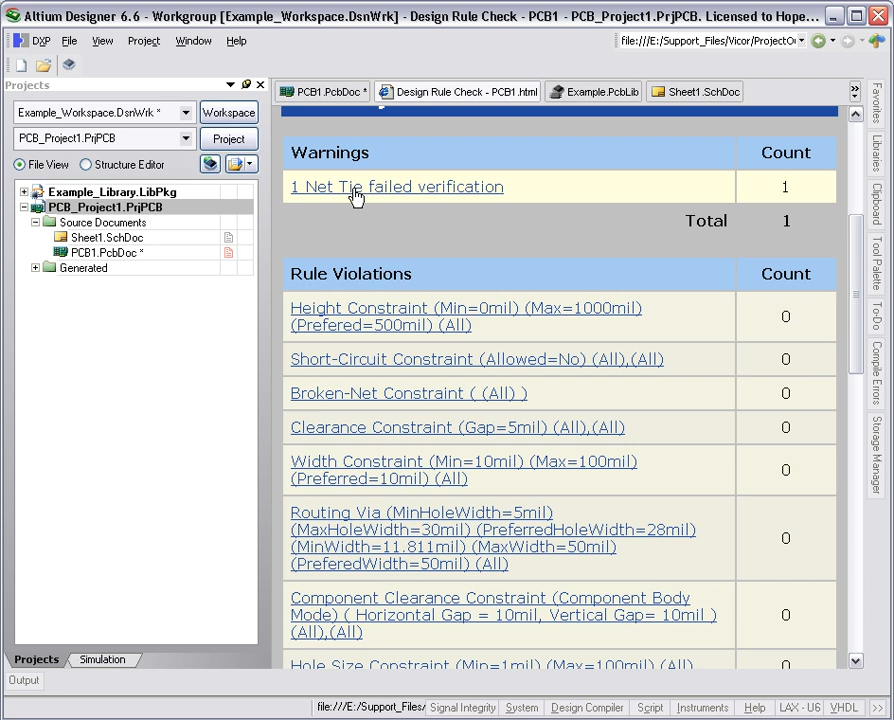 Altium Designer 6.6 - Workgroup [Example_Workspace.DsnWrk] - Design Rule Check - PCB1 - PCB_Project1.PrjPCB. Licensed to Hope...
DXP File View Project Window Help file:///E:/Support_Files/Vicor/ProjectOu
Projects
PCB1.PcbDoc * Design Rule Check - PCB1.html Example.PcbLib Sheet1.SchDoc
Example_Workspace.DsnWrk * Workspace
PCB_Project1.PrjPCB Project
File View Structure Editor
Example_Library.LibPkg
PCB_Project1.PrjPCB
Source Documents
Sheet1.SchDoc
PCB1.PcbDoc *
Generated
Projects Simulation
Output
Warnings Count
1 Net Tie failed verification 1
Total 1
Rule Violations Count
Height Constraint (Min=0mil) (Max=1000mil)
(Prefered=500mil) (All) 0
Short-Circuit Constraint (Allowed=No) (All),(All) 0
Broken-Net Constraint ( (All) ) 0
Clearance Constraint (Gap=5mil) (All),(All) 0
Width Constraint (Min=10mil) (Max=100mil)
(Preferred=10mil) (All) 0
Routing Via (MinHoleWidth=5mil)
(MaxHoleWidth=30mil) (PreferredHoleWidth=28mil)
(MinWidth=11.811mil) (MaxWidth=50mil)
(PreferedWidth=50mil) (All) 0
Component Clearance Constraint (Component Body
Mode) ( Horizontal Gap = 10mil, Vertical Gap= 10mil )
(All),(All) 0
Hole Size Constraint (Min=1mil) (Max=100mil) (All) 0
Favorites
Libraries
Clipboard
Tool Palette
To-Do
Compile Errors
Storage Manager
file:///E:/Support_Files/ Signal Integrity System Design Compiler Script Instruments Help LAX - U6 VHDL >>